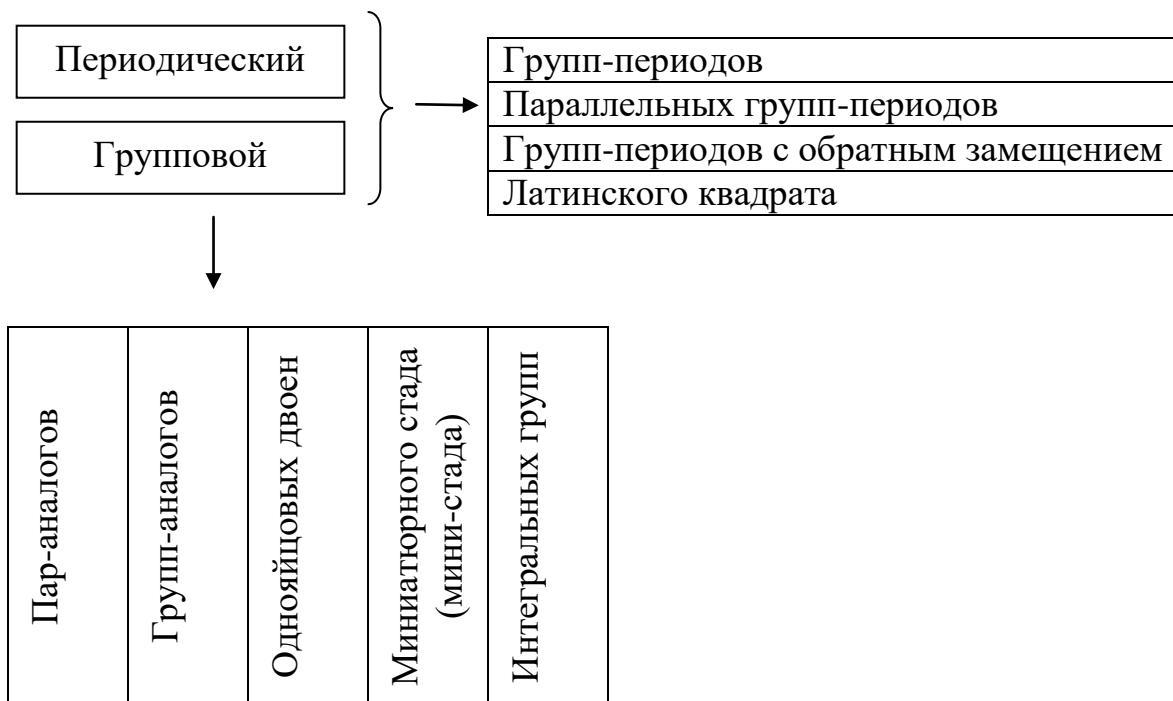 Периодический
Групповой
Групп-периодов
Параллельных групп-периодов
Групп-периодов с обратным замещением
Латинского квадрата
Пар-аналогов
Групп-аналогов
Однояйцовых двоен
Миниатюрного стада
(мини-стада)
Интегральных групп